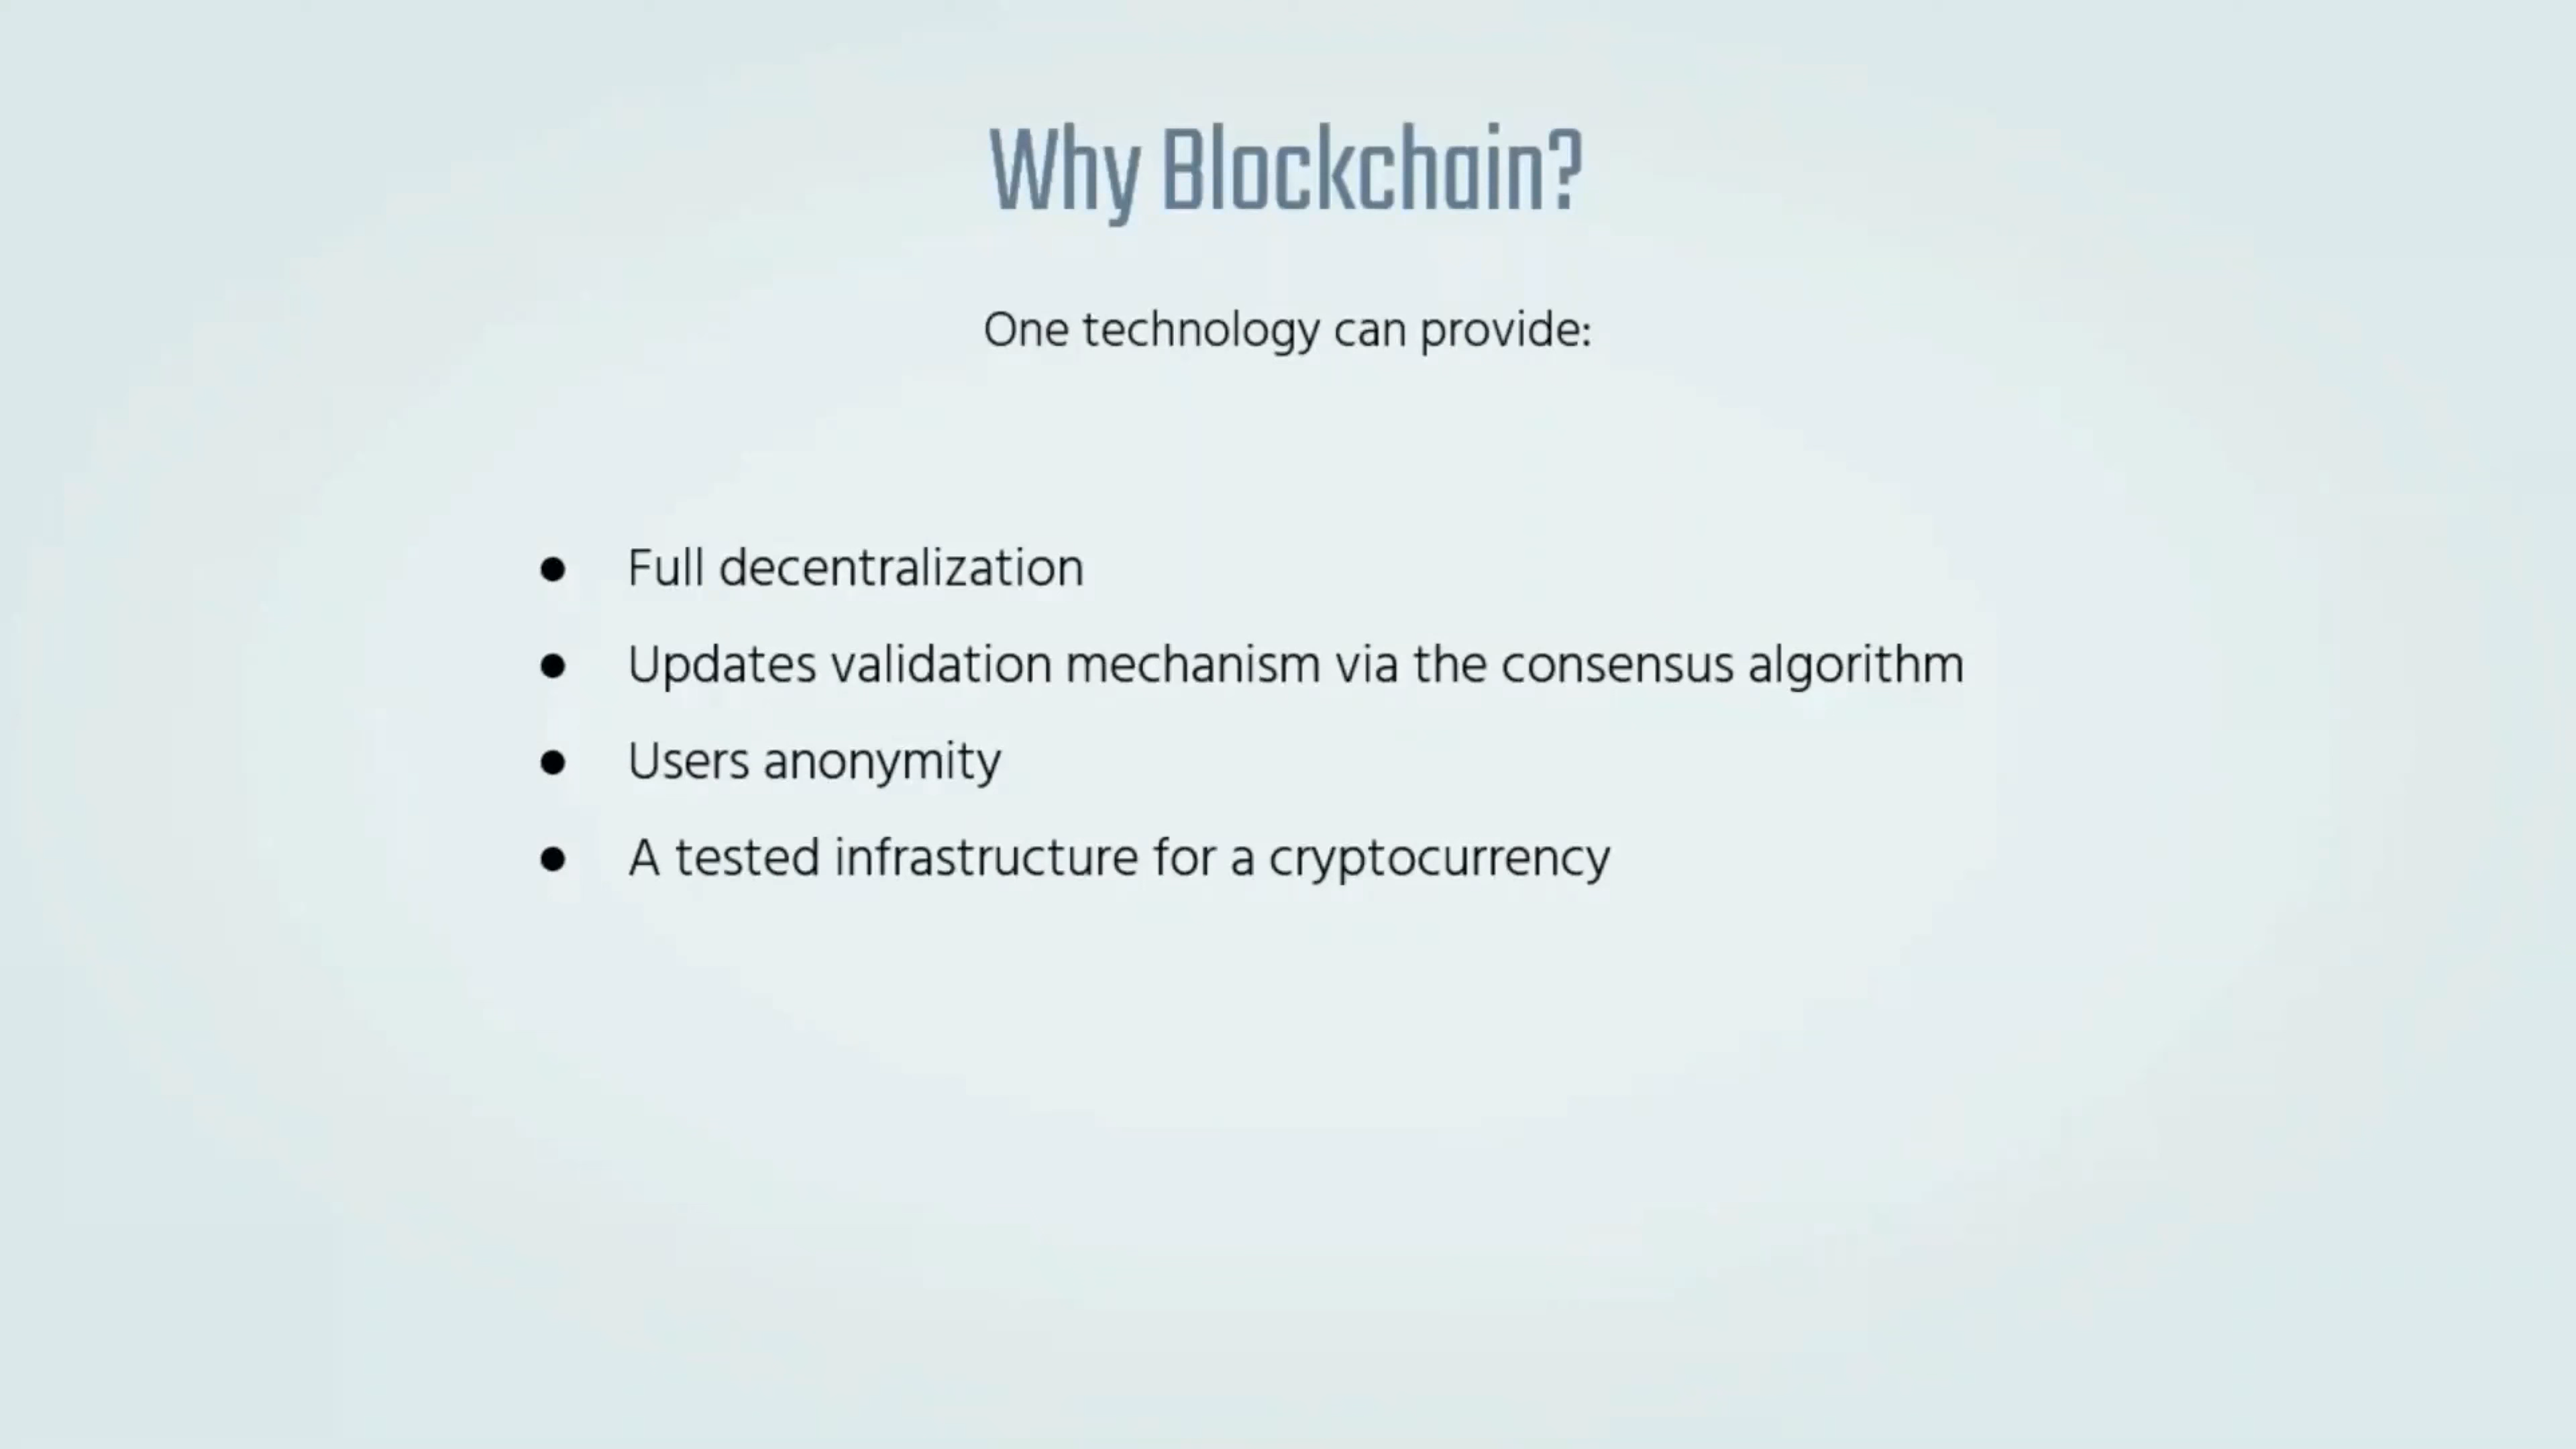 Why Blockchain?
One technology can provide:
● Full decentralization
● Updates validation mechanism via the consensus algorithm
● Users anonymity
● A tested infrastructure for a cryptocurrency